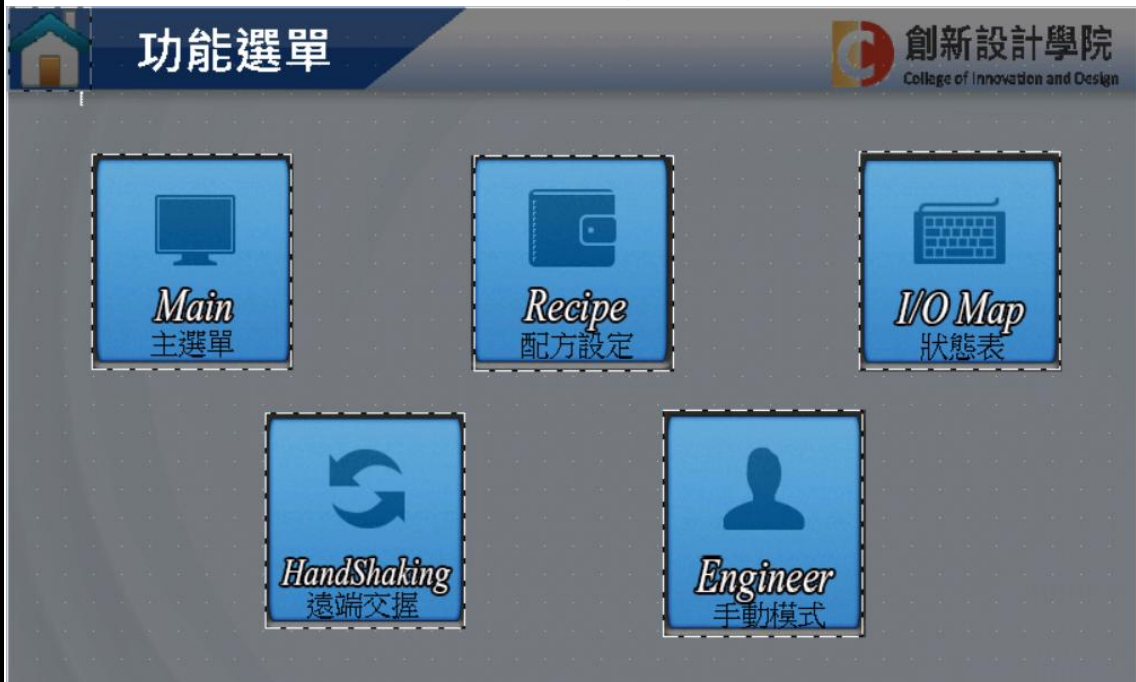 功能選單
創新設計學院
College of Innovation and Design
Main
主選單
Recipe
配方設定
I/O Map
狀態表
HandShaking
遠端交握
Engineer
手動模式